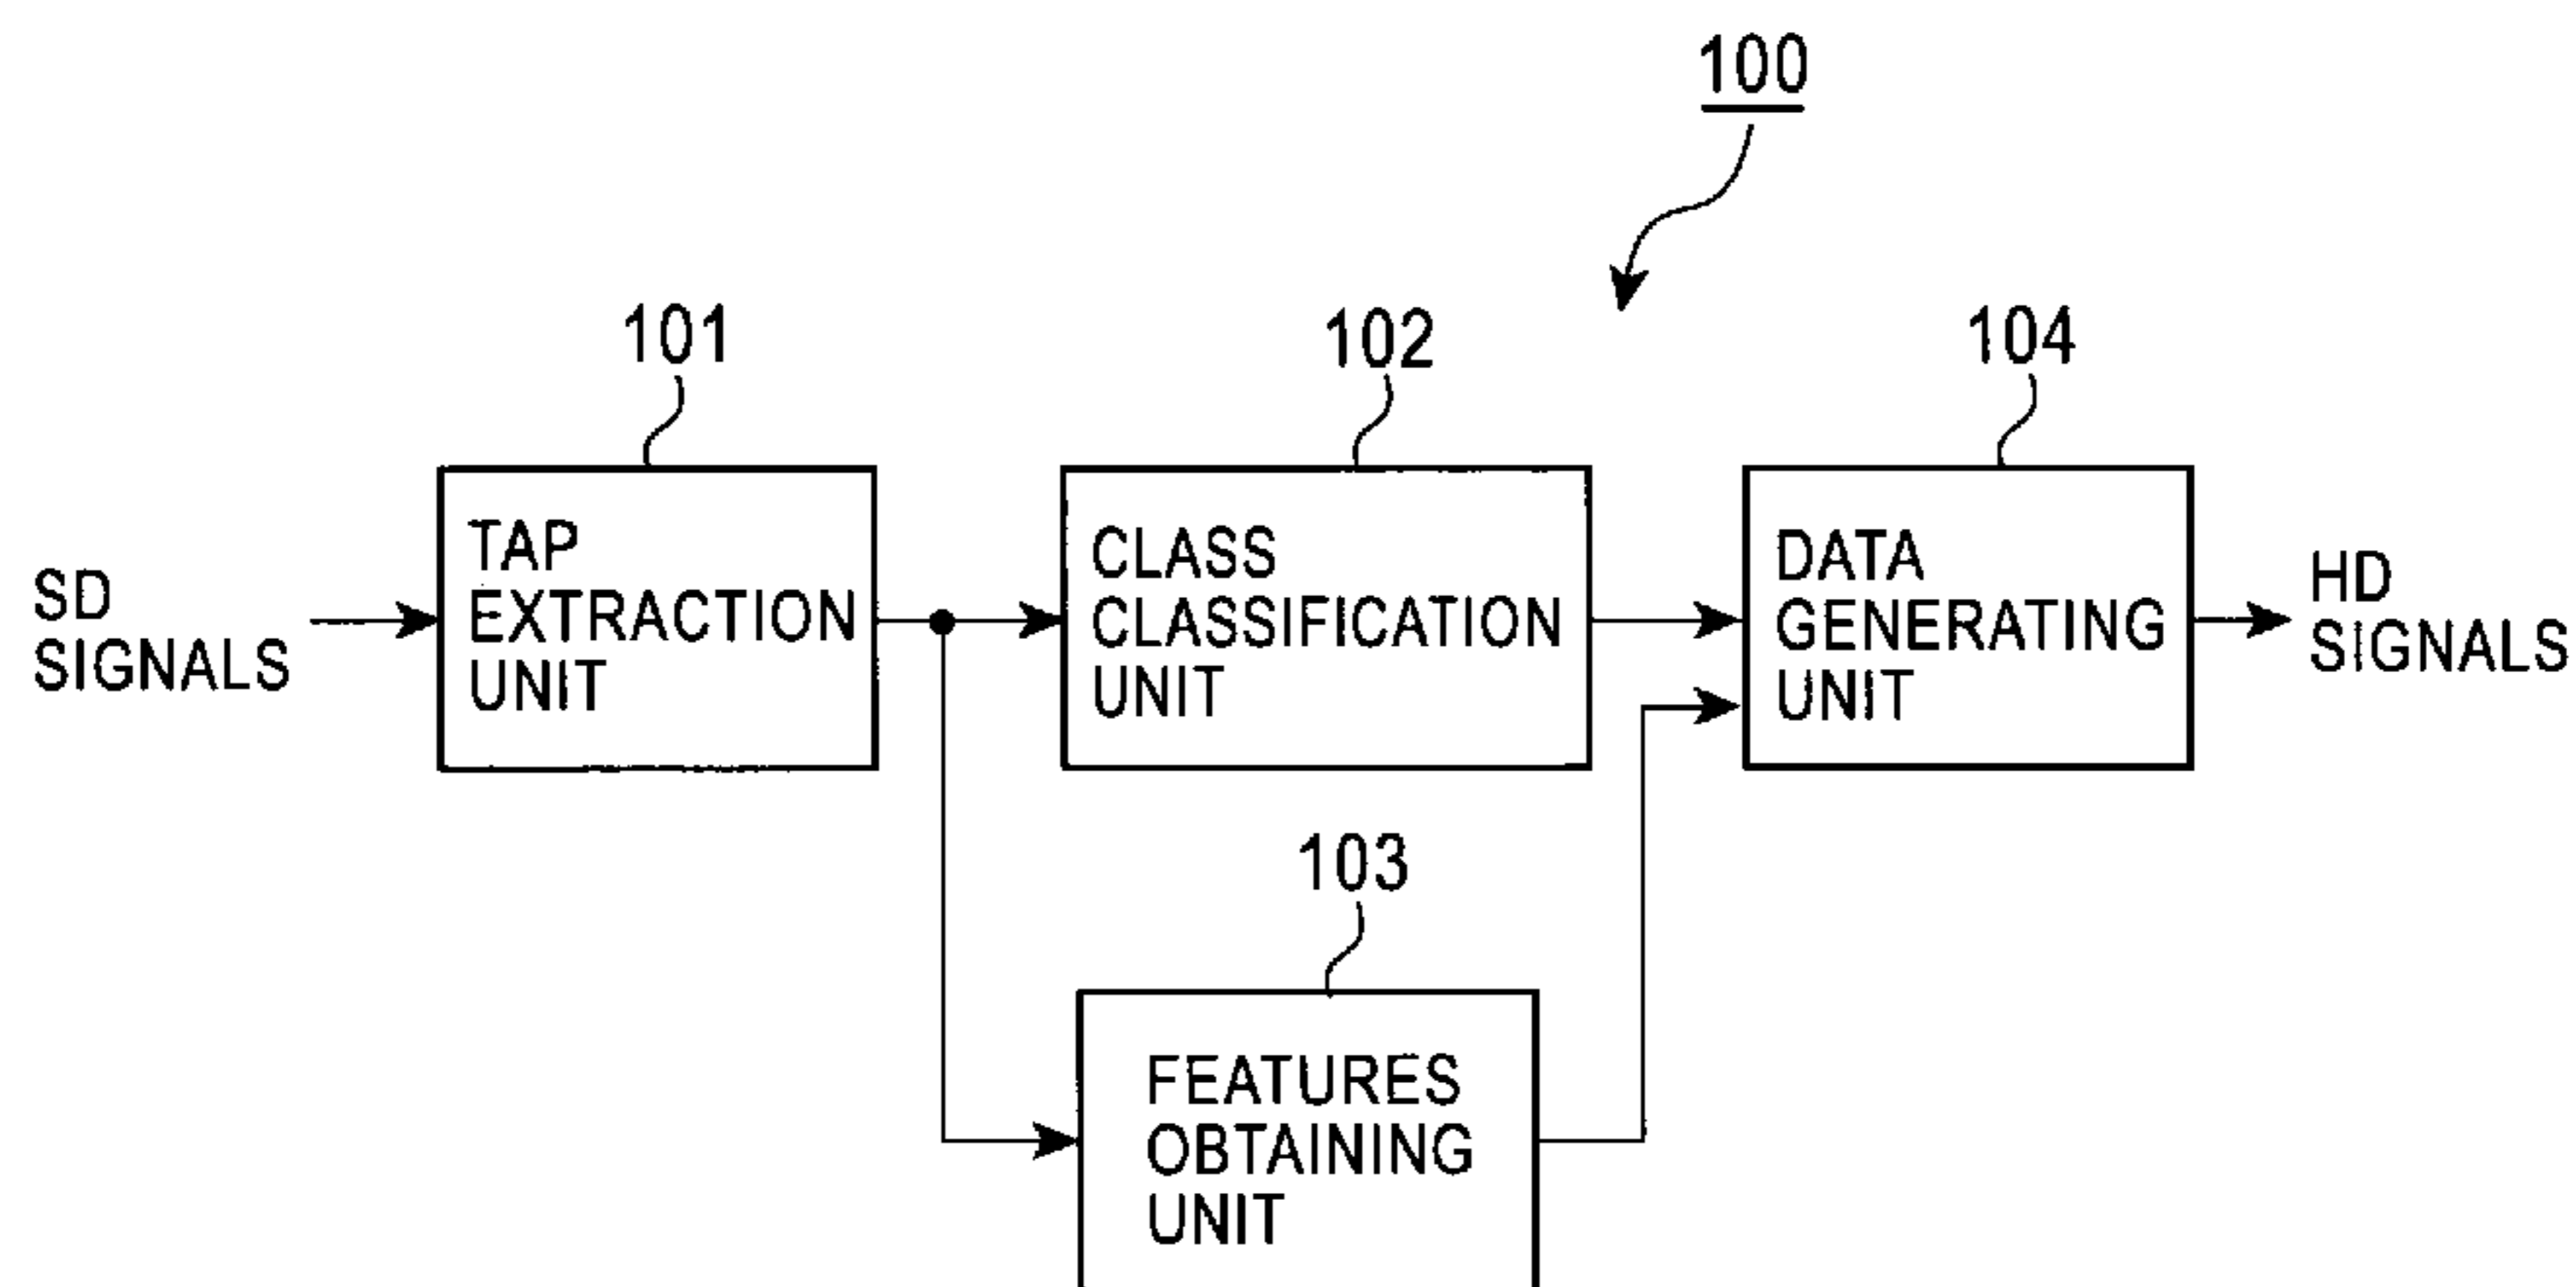 100
101
102
104
SD
SIGNALS
TAP
EXTRACTION
UNIT
CLASS
CLASSIFICATION
UNIT
DATA
GENERATING
UNIT
HD
SIGNALS
103
FEATURES
OBTAINING
UNIT